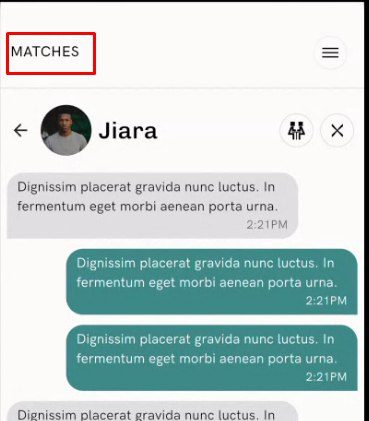 MATCHES
Jiara
Dignissim placerat gravida nunc luctus. In
fermentum eget morbi aenean porta urna.
2:21PM
Dignissim placerat gravida nunc luctus. In
fermentum eget morbi aenean porta urna.
2:21PM
Dignissim placerat gravida nunc luctus. In
fermentum eget morbi aenean porta urna.
2:21PM
Dignissim placerat gravida nunc luctus. In